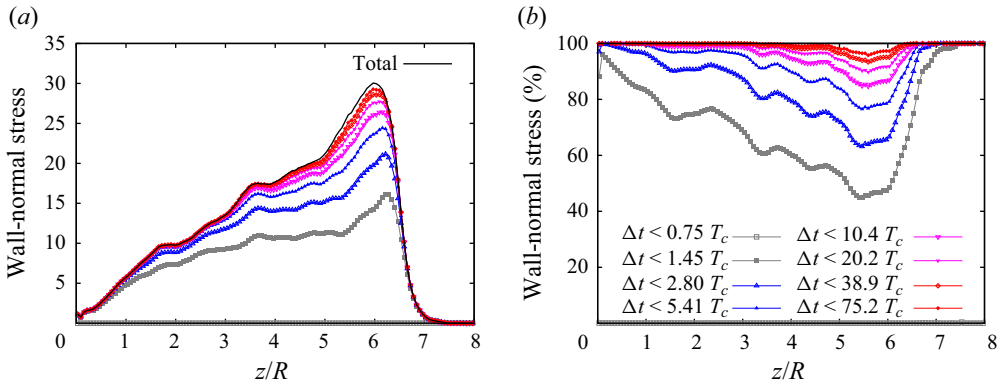 (a)
35
30
25
20
15
10
5
0
1
2
3
4
5
6
7
8
Wall-normal stress
z/R
Total
(b)
100
80
60
40
20
0
1
2
3
4
5
6
7
8
Wall-normal stress (%)
z/R
Δt < 0.75 T_c
Δt < 1.45 T_c
Δt < 2.80 T_c
Δt < 5.41 T_c
Δt < 10.4 T_c
Δt < 20.2 T_c
Δt < 38.9 T_c
Δt < 75.2 T_c